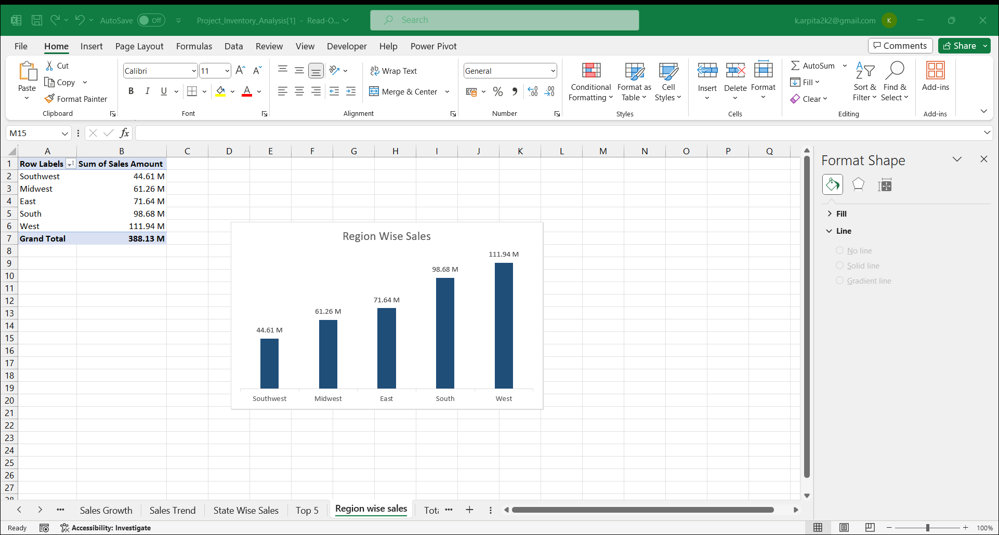 AutoSave Off Project_Inventory_Analysis[1] - Read-O... Search k.arpita2k2@gmail.com K
File Home Insert Page Layout Formulas Data Review View Developer Help Power Pivot Comments Share
Paste Cut Copy Format Painter Clipboard
Calibri 11 B I U A Font
Wrap Text Merge & Center Alignment
General % Number
Conditional Formatting Format as Table Cell Styles Styles
Insert Delete Format Cells
AutoSum Fill Clear Sort & Filter Find & Select Editing
Add-ins Add-ins
M15 fx
A B C D E F G H I J K L M N O P Q
1 Row Labels Sum of Sales Amount
2 Southwest 44.61 M
3 Midwest 61.26 M
4 East 71.64 M
5 South 98.68 M
6 West 111.94 M
7 Grand Total 388.13 M
8
9
10
11
12
13
14
15
16
17
18
19
20
21
22
23
24
25
26
27
28
Region Wise Sales
44.61 M 61.26 M 71.64 M 98.68 M 111.94 M
Southwest Midwest East South West
Format Shape
Fill
Line
No line
Solid line
Gradient line
... Sales Growth Sales Trend State Wise Sales Top 5 Region wise sales Tota ...
Ready Accessibility: Investigate 100%